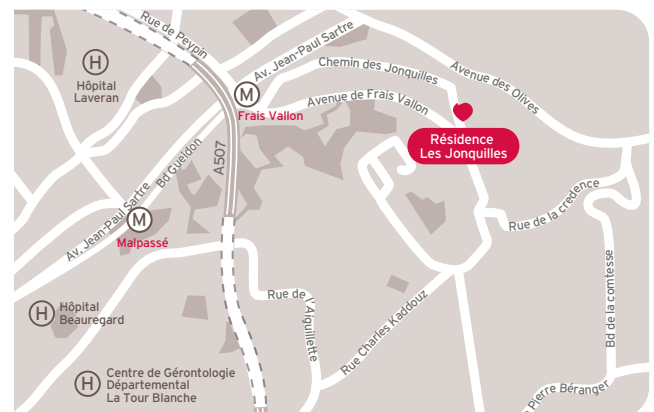 Rue de Peypin
Av. Jean-Paul Sartre
Chemin des Jonquilles
Avenue des Olives
H
Hôpital
Laveran
M
Frais Vallon
Avenue de Frais Vallon
Résidence
Les Jonquilles
A507
Bd Gueldon
Av. Jean-Paul Sartre
M
Malpassé
Rue de la credence
Rue de
l'Aiguillette
Rue Charles Kaddouz
Bd de la comtesse
H
Hôpital
Beauregard
H
Centre de Gérontologie
Départemental
La Tour Blanche
Pierre Béranger